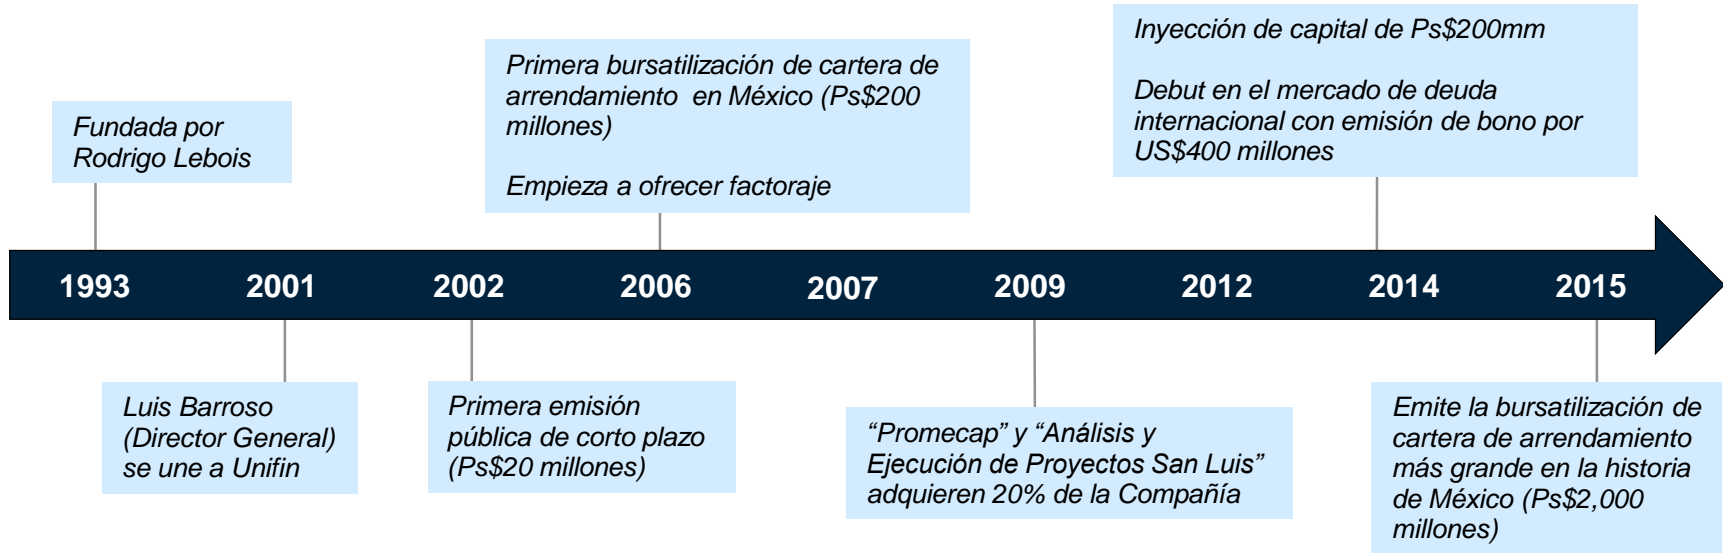 Fundada por
Rodrigo Lebois
Primera bursatilización de cartera de
arrendamiento en México (Ps$200
millones)
Empieza a ofrecer factoraje
Inyección de capital de Ps$200mm
Debut en el mercado de deuda
internacional con emisión de bono por
US$400 millones
1993 2001 2002 2006 2007 2009 2012 2014 2015
Luis Barroso
(Director General)
se une a Unifin
Primera emisión
pública de corto plazo
(Ps$20 millones)
“Promecap” y “Análisis y
Ejecución de Proyectos San Luis”
adquieren 20% de la Compañía
Emite la bursatilización de
cartera de arrendamiento
más grande en la historia
de México (Ps$2,000
millones)